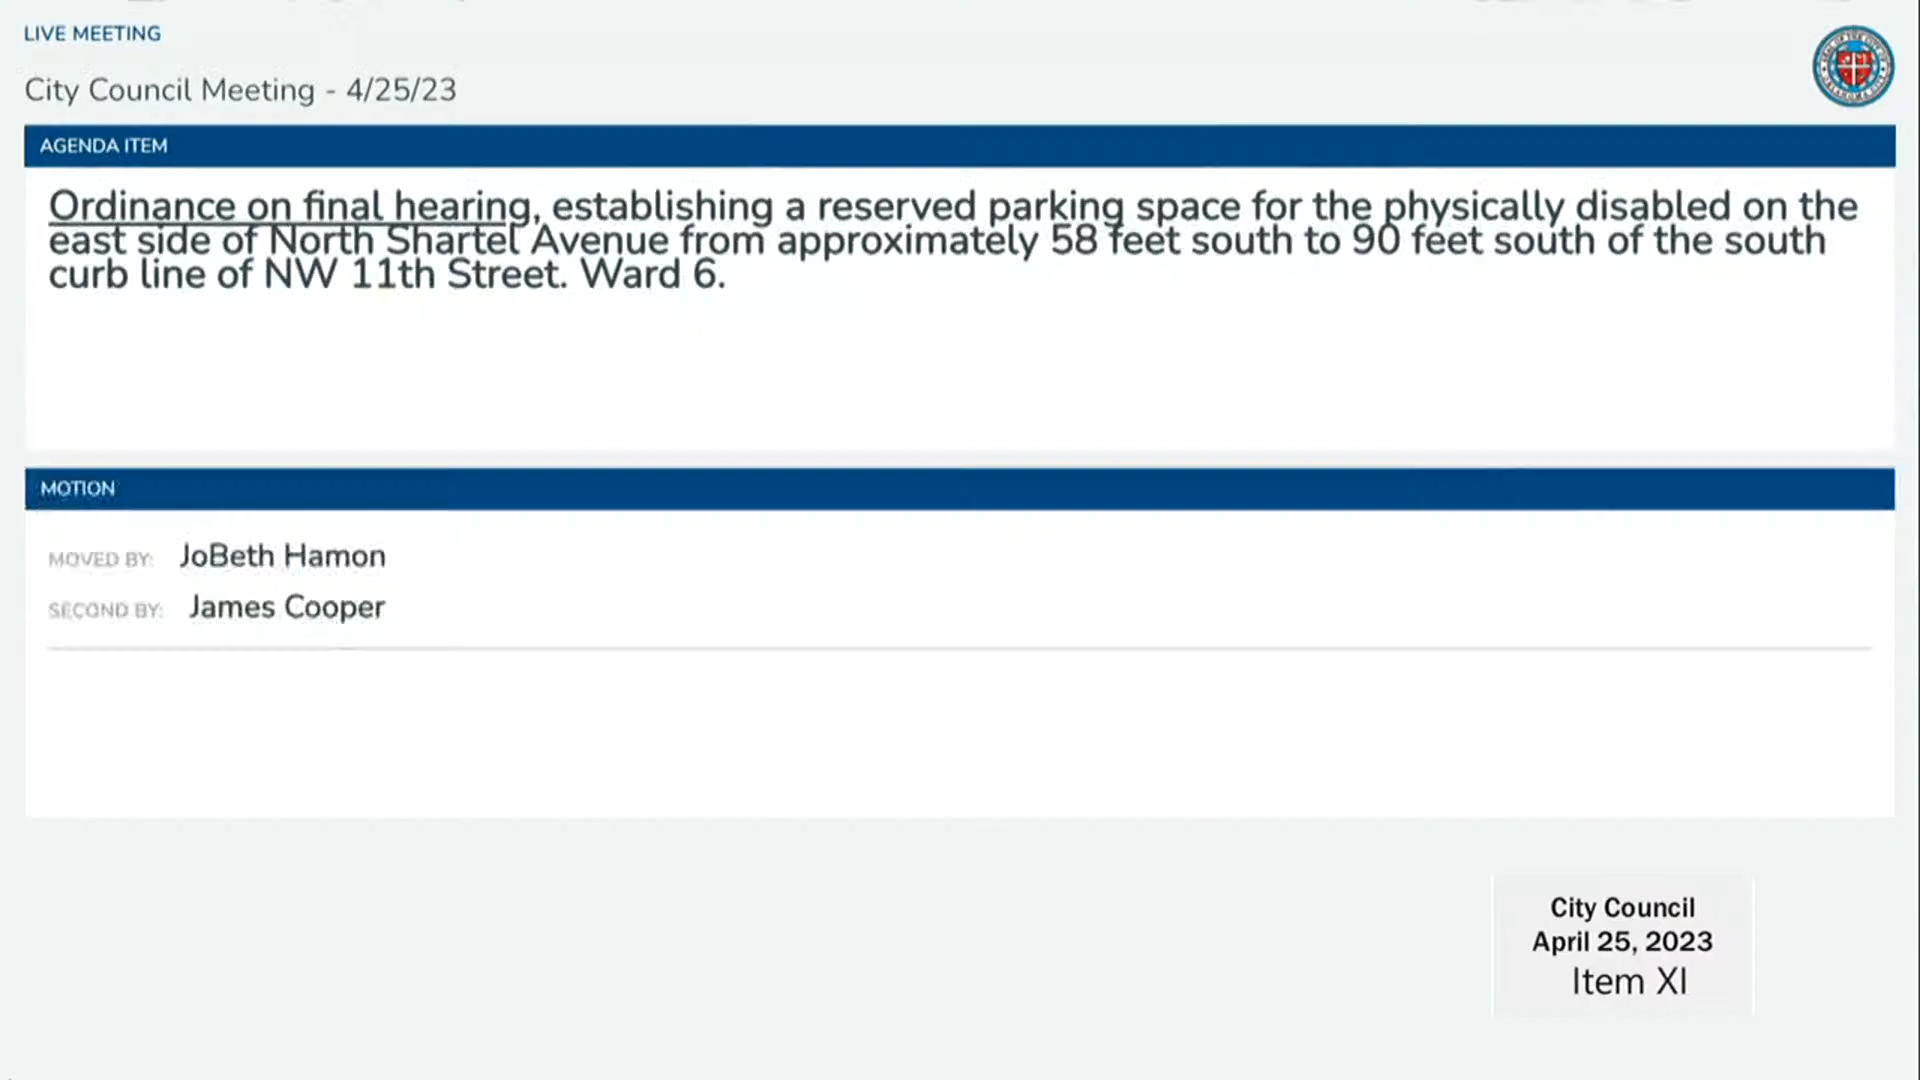 LIVE MEETING
City Council Meeting - 4/25/23
AGENDA ITEM
Ordinance on final hearing, establishing a reserved parking space for the physically disabled on the
east side of North Shartel Avenue from approximately 58 feet south to 90 feet south of the south
curb line of NW 11th Street. Ward 6.
MOTION
MOVED BY: JoBeth Hamon
SECOND BY: James Cooper
City Council
April 25, 2023
Item XI